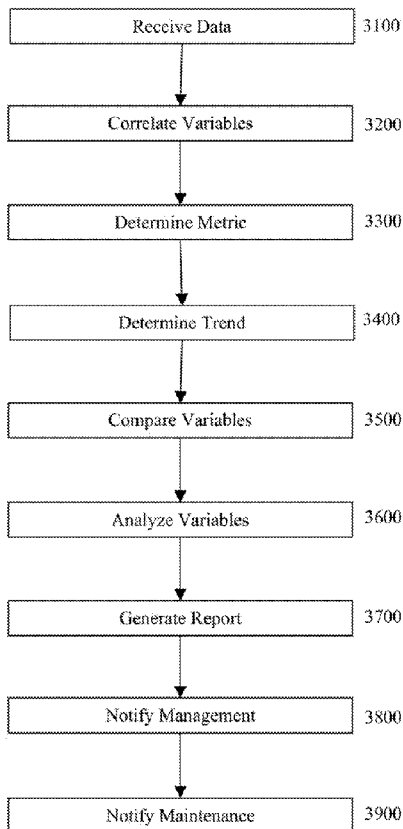 Receive Data 3100
Correlate Variables 3200
Determine Metric 3300
Determine Trend 3400
Compare Variables 3500
Analyze Variables 3600
Generate Report 3700
Notify Management 3800
Notify Maintenance 3900